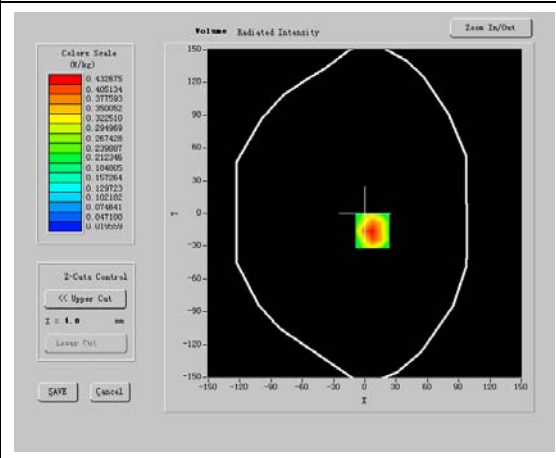 Volume Radiated Intensity
Zoom In/Out
Colors Scale
(W/kg)
0.432675
0.405134
0.377593
0.350052
0.322510
0.294969
0.267428
0.239887
0.212346
0.184805
0.157264
0.129723
0.102182
0.074641
0.047100
0.019559
Z-Cuts Control
<< Upper Cut
Z = 4.0 mm
Lower Cut
SAVE
Cancel
150
120
90
60
30
0
-30
-60
-90
-120
-150
Y
-150 -120 -90 -60 -30 0 30 60 90 120 150
X